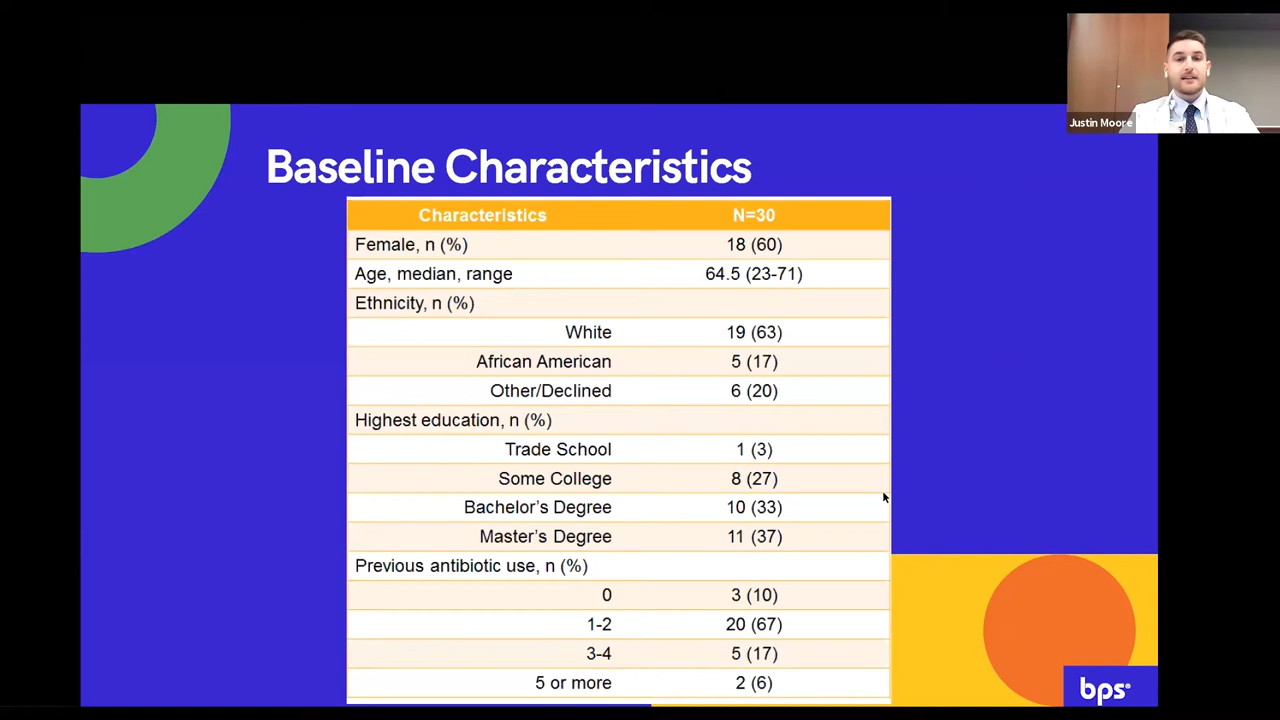 Justin Moore
Baseline Characteristics
Characteristics N=30
Female, n (%) 18 (60)
Age, median, range 64.5 (23-71)
Ethnicity, n (%)
White 19 (63)
African American 5 (17)
Other/Declined 6 (20)
Highest education, n (%)
Trade School 1 (3)
Some College 8 (27)
Bachelor’s Degree 10 (33)
Master’s Degree 11 (37)
Previous antibiotic use, n (%)
0 3 (10)
1-2 20 (67)
3-4 5 (17)
5 or more 2 (6)
bps®